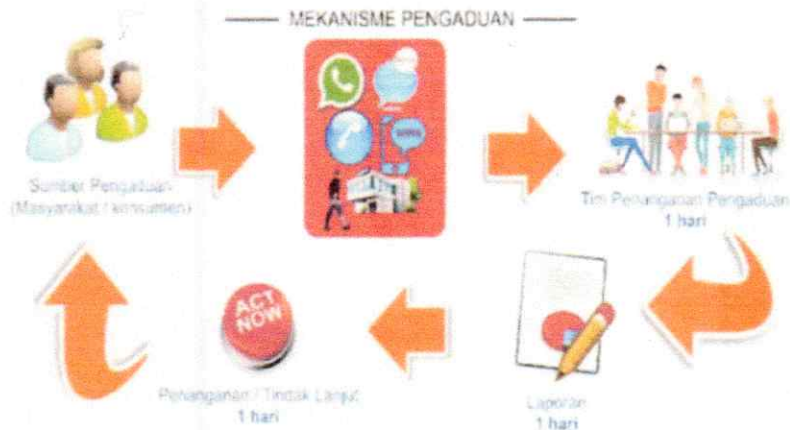 MEKANISME PENGADUAN
Sumber Pengaduan
(Masyarakat / konsumen)
Tim Penanganan Pengaduan
1 hari
ACT
NOW
Penanganan / Tindak Lanjut
1 hari
Laporan
1 hari